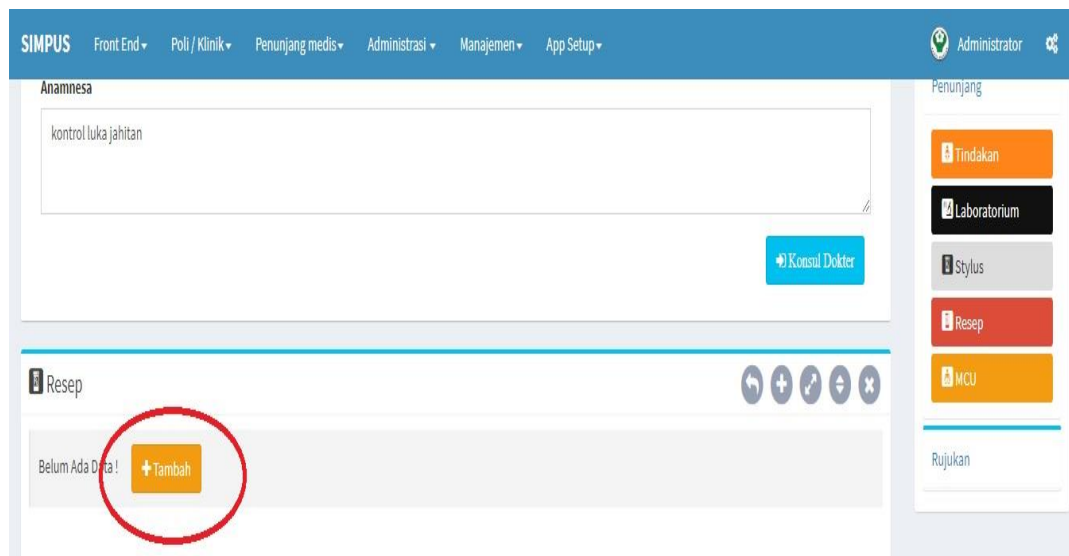 SIMPUS Front End Poli / Klinik Penunjang medis Administrasi Manajemen App Setup Administrator
Anamnesa
kontrol luka jahitan
Konsul Dokter
Resep
Belum Ada Data ! +Tambah
Penunjang
Tindakan
Laboratorium
Stylus
Resep
MCU
Rujukan